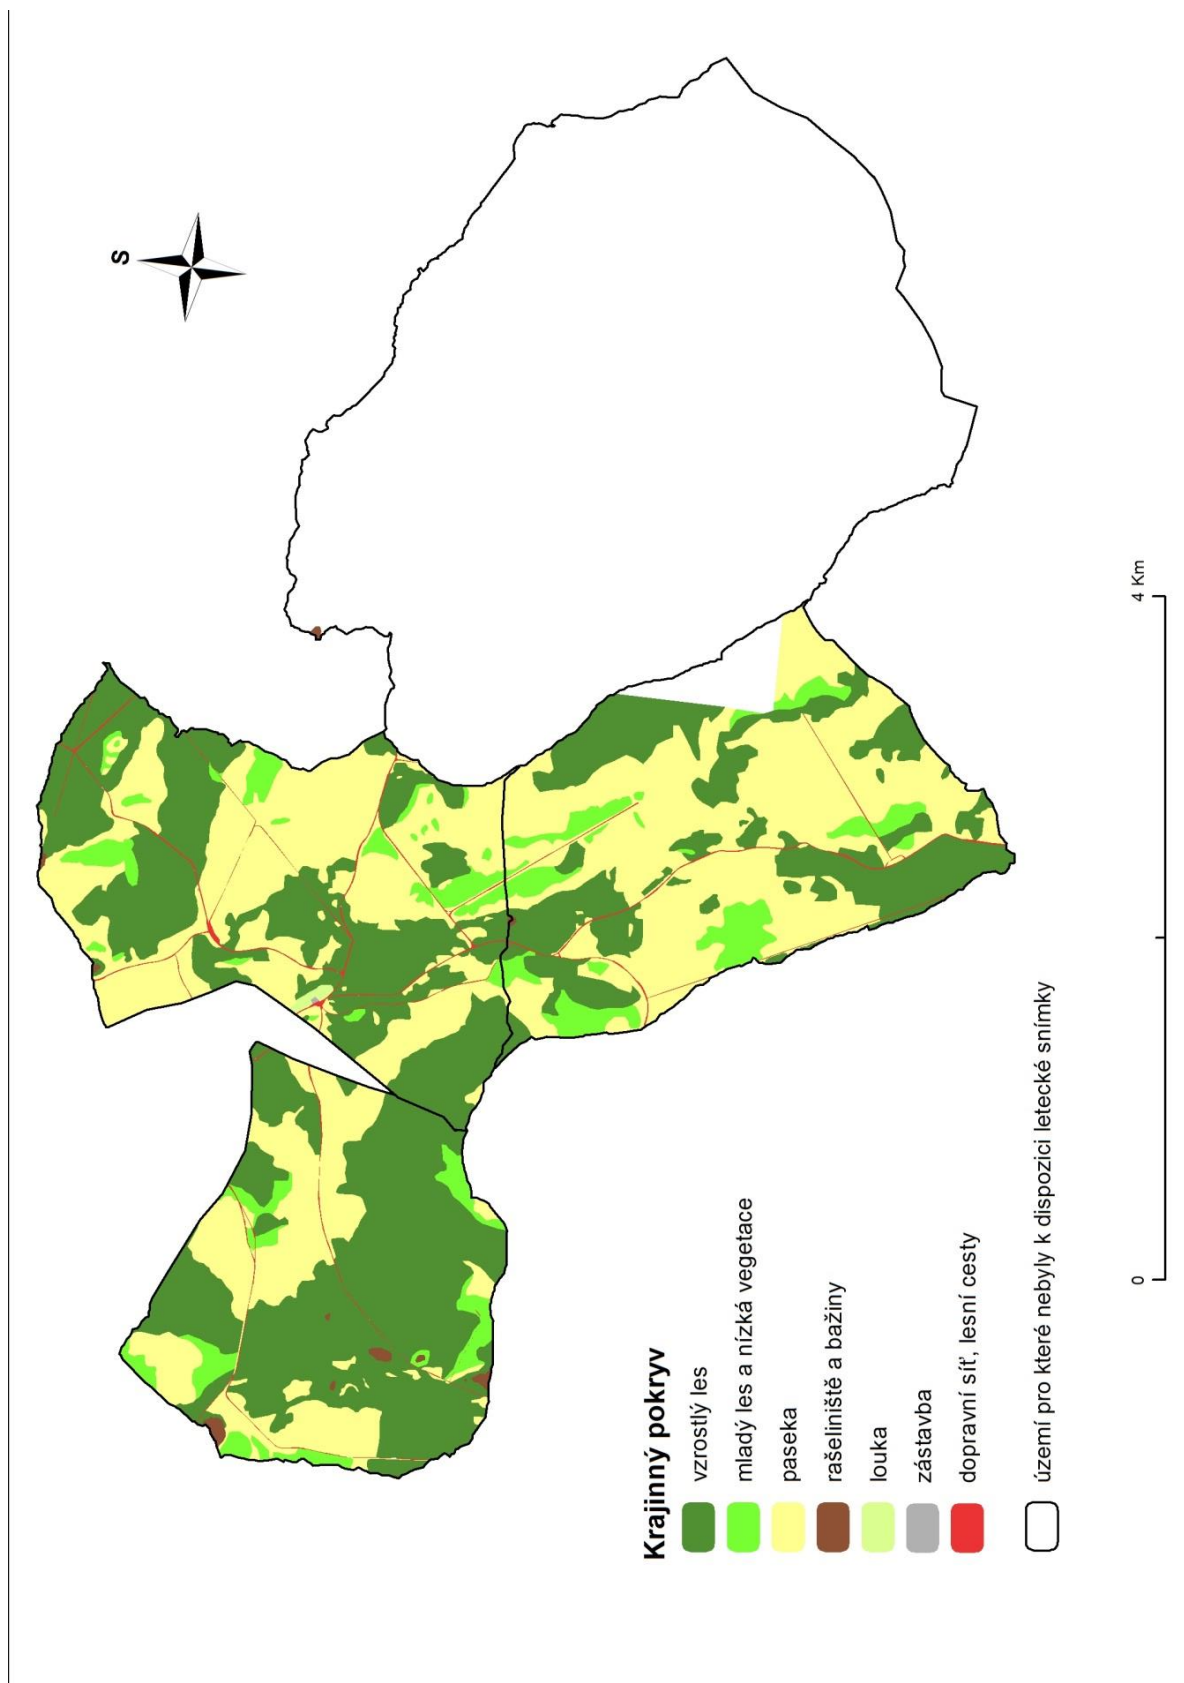 S
Krajinný pokryv
vzrostlý les
mladý les a nízká vegetace
paseka
rašeliniště a bažiny
louka
zástavba
dopravní síť, lesní cesty
území pro které nebyly k dispozici letecké snímky
0
4 Km